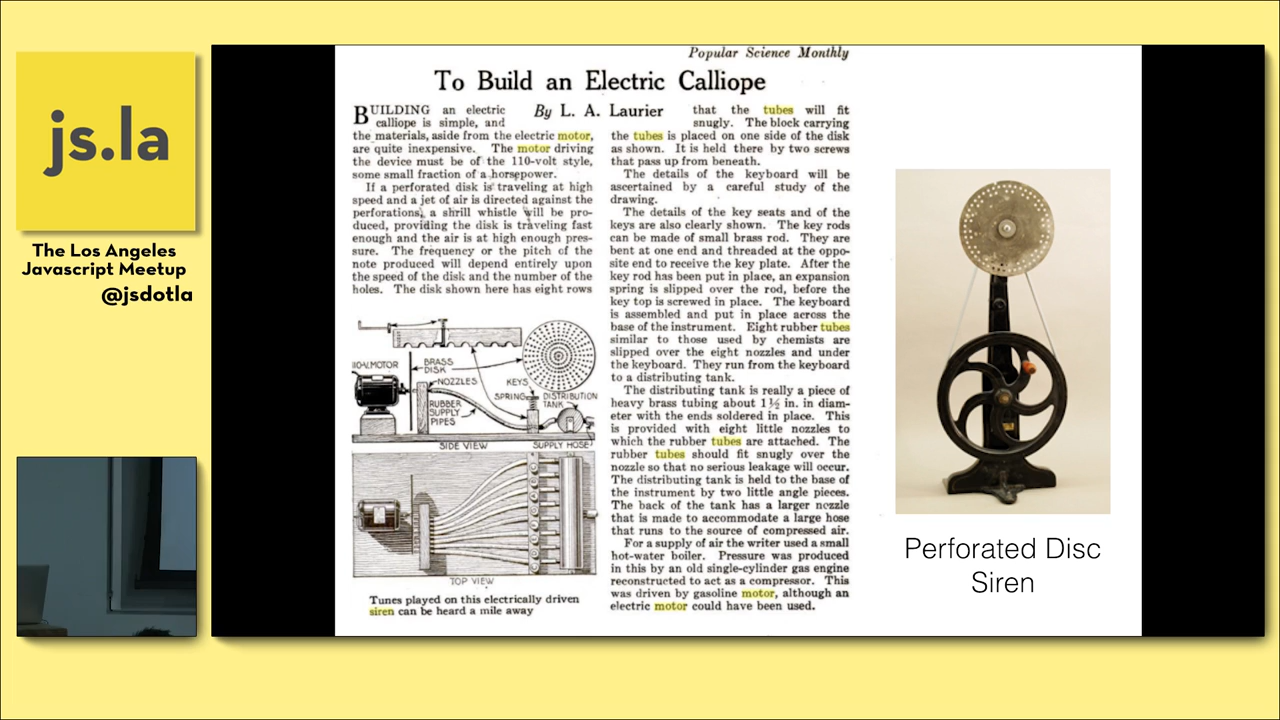 js.la
The Los Angeles
Javascript Meetup
@jsdotla
Popular Science Monthly
To Build an Electric Calliope
By L. A. Laurier
BUILDING an electric
calliope is simple, and
the materials, aside from the electric motor,
are quite inexpensive. The motor driving
the device must be of the 110-volt style,
some small fraction of a horsepower.
If a perforated disk is traveling at high
speed and a jet of air is directed against the
perforations, a shrill whistle will be pro-
duced, providing the disk is traveling fast
enough and the air is at high enough pres-
sure. The frequency or the pitch of the
note produced will depend entirely upon
the speed of the disk and the number of the
holes. The disk shown here has eight rows
110-V. MOTOR
BRASS
DISK
NOZZLES
KEYS
SPRING
DISTRIBUTION
TANK
RUBBER
SUPPLY
PIPES
SIDE VIEW
SUPPLY HOSE
TOP VIEW
Tunes played on this electrically driven
siren can be heard a mile away
that the tubes will fit
snugly. The block carrying
the tubes is placed on one side of the disk
as shown. It is held there by two screws
that pass up from beneath.
The details of the keyboard will be
ascertained by a careful study of the
drawing.
The details of the key seats and of the
keys are also clearly shown. The key rods
can be made of small brass rod. They are
bent at one end and threaded at the oppo-
site end to receive the key plate. After the
key rod has been put in place, an expansion
spring is slipped over the rod, before the
key top is screwed in place. The keyboard
is assembled and put in place across the
base of the instrument. Eight rubber tubes
similar to those used by chemists are
slipped over the eight nozzles and under
the keyboard. They run from the keyboard
to a distributing tank.
The distributing tank is really a piece of
heavy brass tubing about 1½ in. in diam-
eter with the ends soldered in place. This
is provided with eight little nozzles to
which the rubber tubes are attached. The
rubber tubes should fit snugly over the
nozzle so that no serious leakage will occur.
The distributing tank is held to the base of
the instrument by two little angle pieces.
The back of the tank has a larger nozzle
that is made to accommodate a large hose
that runs to the source of compressed air.
For a supply of air the writer used a small
hot-water boiler. Pressure was produced
in this by an old single-cylinder gas engine
reconstructed to act as a compressor. This
was driven by gasoline motor, although an
electric motor could have been used.
Perforated Disc
Siren